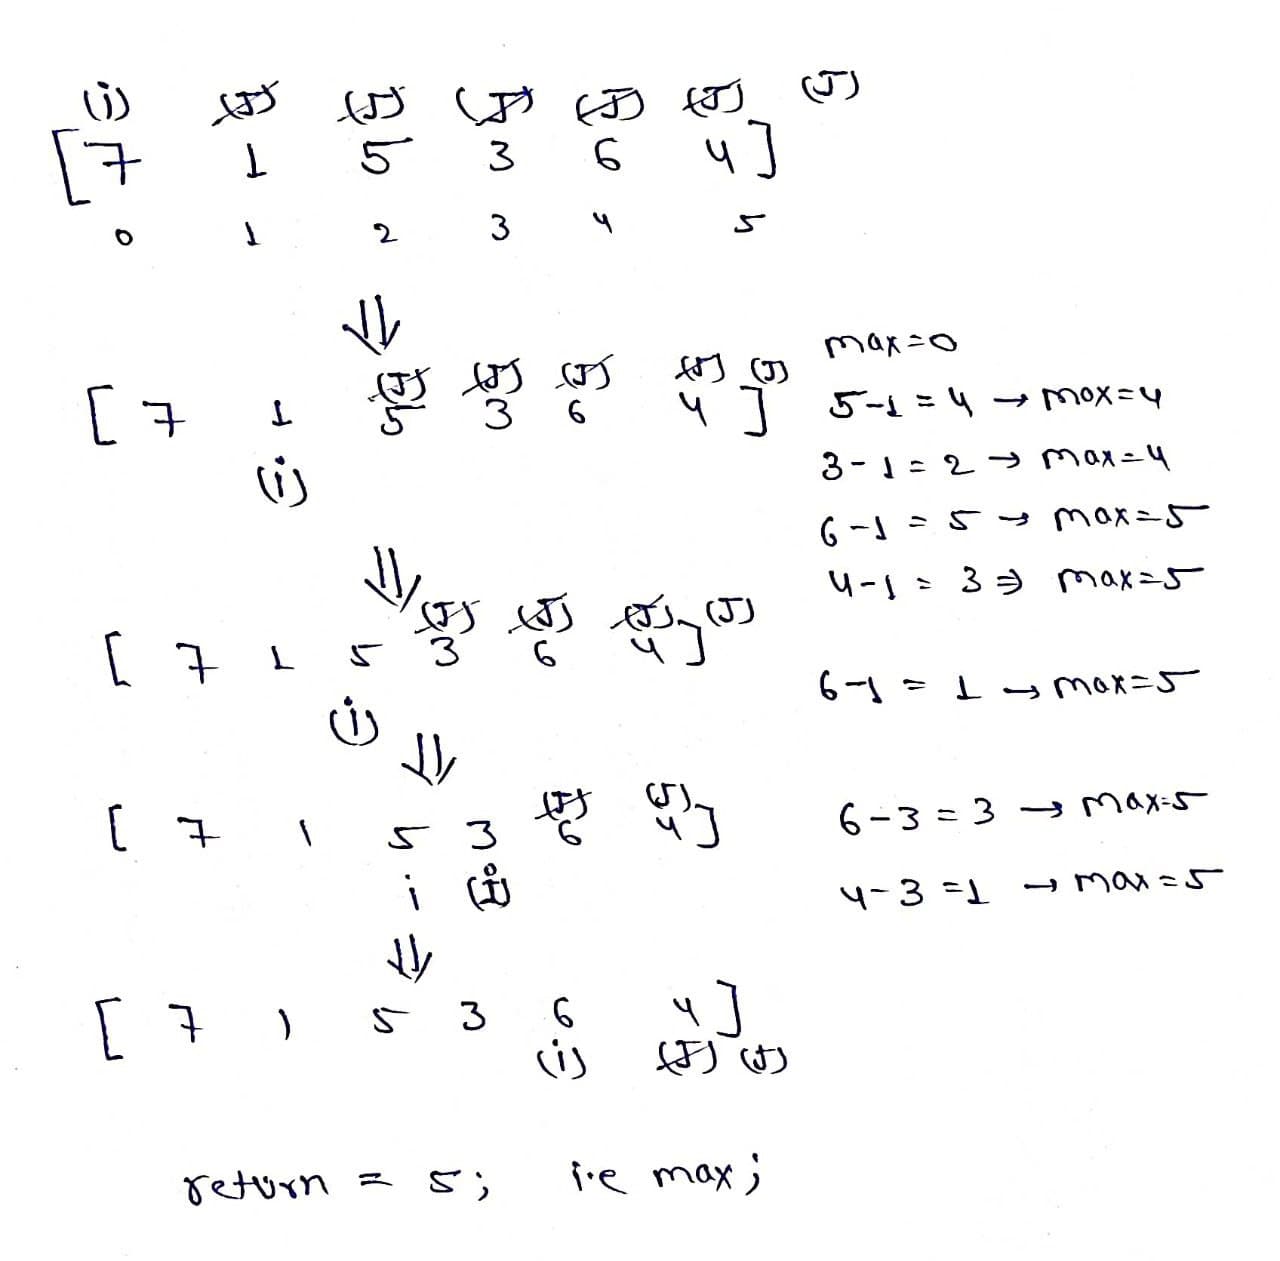 (i) (J) (J) (J) (J) (J) (J)
[7 1 5 3 6 4]
0 1 2 3 4 5
⇓
max=0
(J) (J) (J) (J) (J)
[ 7 1 5 3 6 4 ] 5-1 = 4 → max=4
(i) 3-1 = 2 → max=4
6-1 = 5 → max=5
⇓ 4-1 = 3 ⇒ max=5
(J) (J) (J) (J)
[ 7 1 5 3 6 4 ]
(i) 6-1 = 1 → max=5
⇓
(J) (J)
[ 7 1 5 3 6 4 ] 6-3 = 3 → max=5
i (i) 4-3 =1 → max=5
⇓
[ 7 1 5 3 6 4 ]
(i) (J) (J)
return = 5; i.e max;